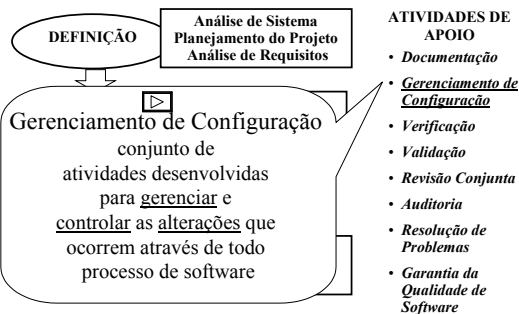 DEFINIÇÃO
Análise de Sistema
Planejamento do Projeto
Análise de Requisitos
Gerenciamento de Configuração
conjunto de
atividades desenvolvidas
para gerenciar e
controlar as alterações que
ocorrem através de todo
processo de software
ATIVIDADES DE
APOIO
• Documentação
• Gerenciamento de
Configuração
• Verificação
• Validação
• Revisão Conjunta
• Auditoria
• Resolução de
Problemas
• Garantia da
Qualidade de
Software